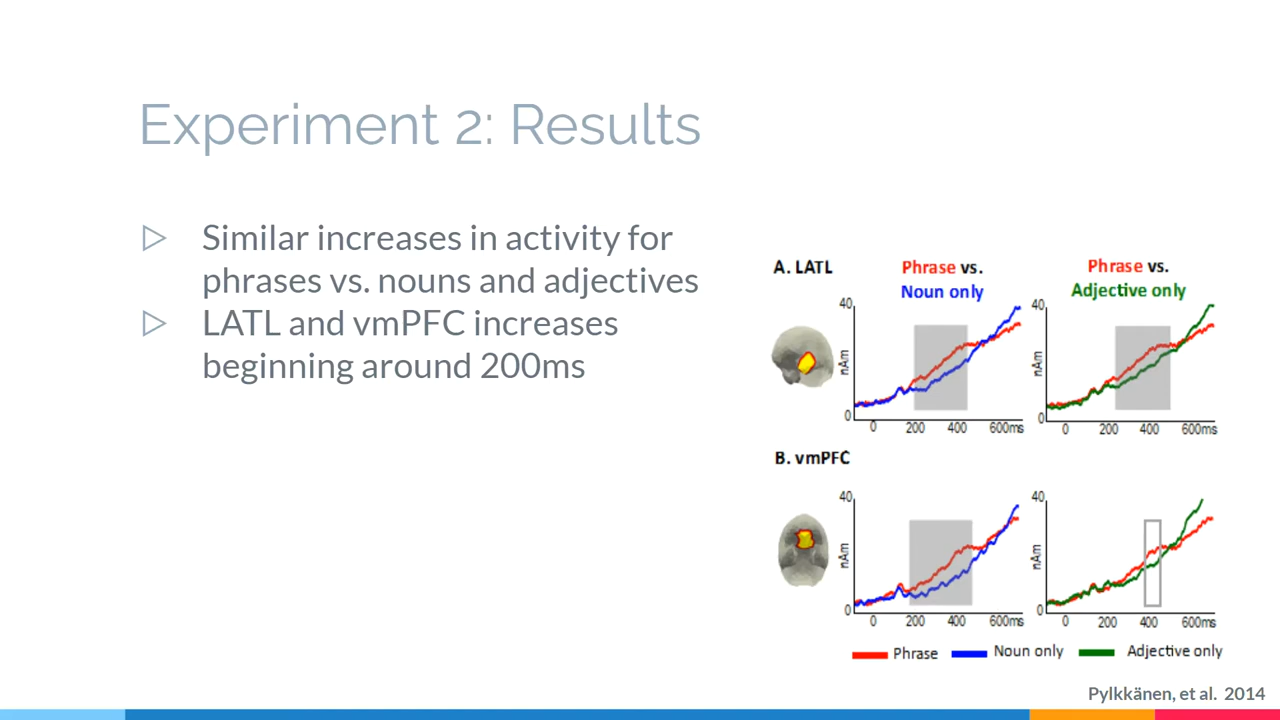 Experiment 2: Results
▷ Similar increases in activity for
phrases vs. nouns and adjectives
▷ LATL and vmPFC increases
beginning around 200ms
A. LATL
Phrase vs.
Noun only
Phrase vs.
Adjective only
40
nAm
0
0 200 400 600ms
40
nAm
0
0 200 400 600ms
B. vmPFC
40
nAm
0
0 200 400 600ms
40
nAm
0
0 200 400 600ms
Phrase Noun only Adjective only
Pylkkänen, et al. 2014